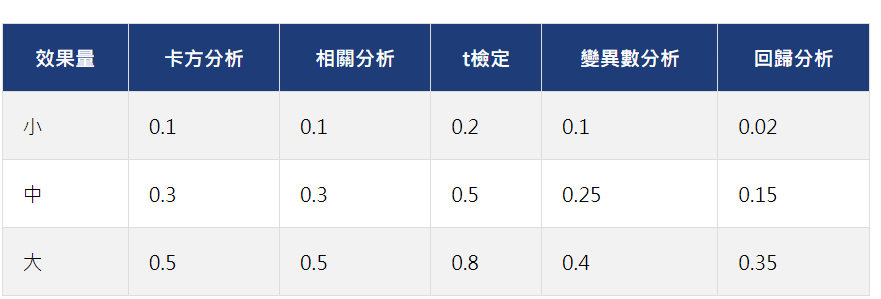 效果量 卡方分析 相關分析 t檢定 變異數分析 回歸分析
小 0.1 0.1 0.2 0.1 0.02
中 0.3 0.3 0.5 0.25 0.15
大 0.5 0.5 0.8 0.4 0.35